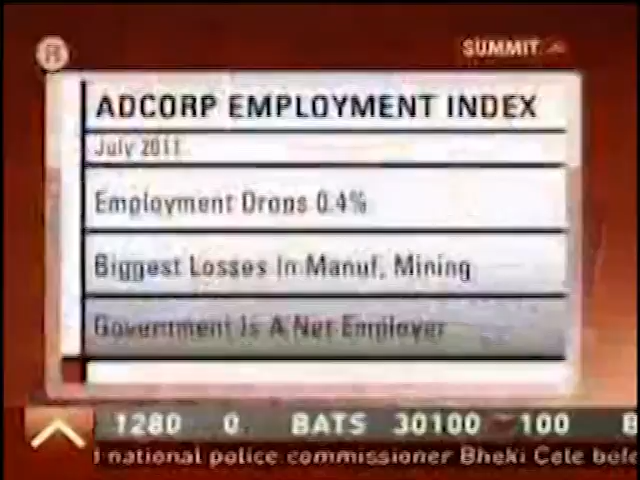 R
SUMMIT
ADCORP EMPLOYMENT INDEX
July 2011
Employment Drops 0.4%
Biggest Losses In Manuf, Mining
Government Is A Net Employer
1280 0 BATS 30100 -100 B
national police commissioner Bheki Cele